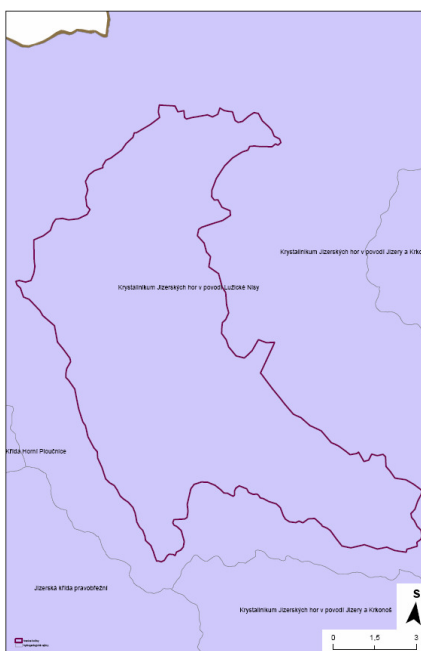 Krystalinikum Jizerských hor v povodí Jizery a Krko
Krystalinikum Jizerských hor v povodí Lužické Nisy
Křída Horní Ploučnice
Jizerská křída pravobřežní
Krystalinikum Jizerských hor v povodí Jizery a Krkonoš
S
0 1,5 3